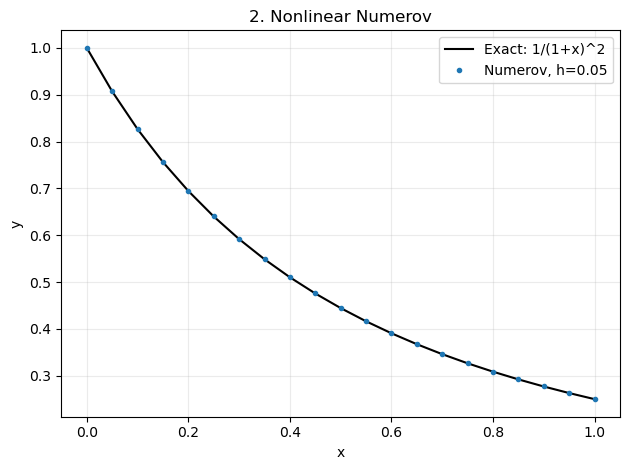 2. Nonlinear Numerov
Exact: 1/(1+x)^2
Numerov, h=0.05
y
1.0
0.9
0.8
0.7
0.6
0.5
0.4
0.3
0.0 0.2 0.4 0.6 0.8 1.0
x